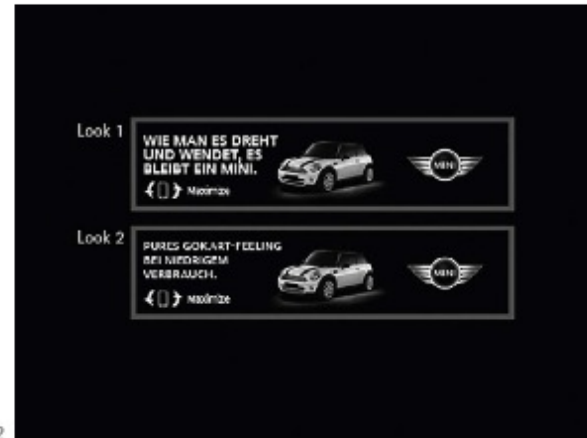 Look 1
WIE MAN ES DREHT
UND WENDET, ES
BLEIBT EIN MINI.
Maximize
MINI
Look 2
PURES GOKART-FEELING
BEI NIEDRIGEM
VERBRAUCH.
Maximize
MINI